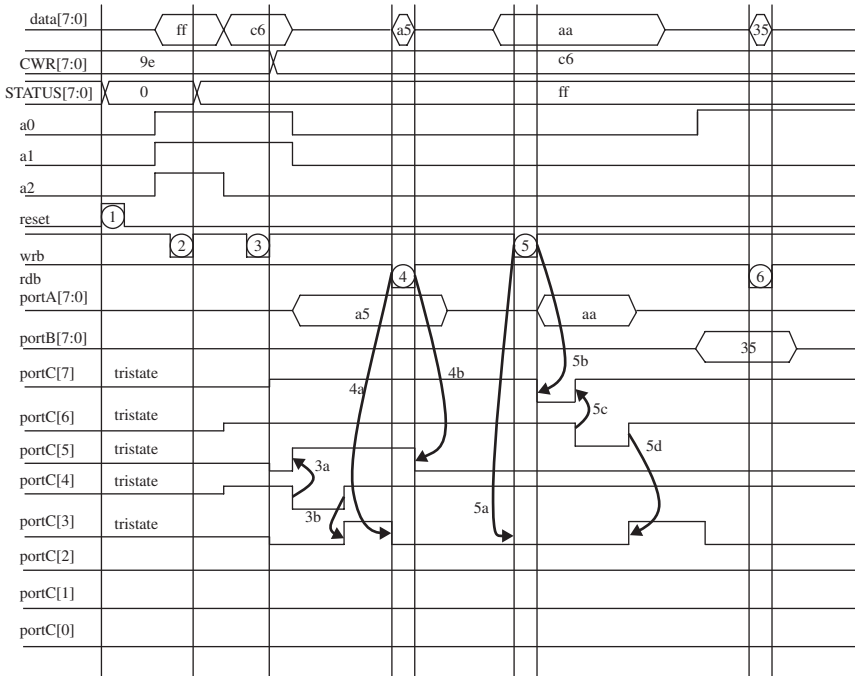 data[7:0] ff c6 a5 aa 35
CWR[7:0] 9e c6
STATUS[7:0] 0 ff
a0
a1
a2
reset 1
wrb 2 3 5
rdb 4 6
portA[7:0] a5 aa
portB[7:0] 35
5b
portC[7] tristate 4a 4b
5c
portC[6] tristate
portC[5] tristate 3a 5d
portC[4] tristate
3b 5a
portC[3] tristate
portC[2]
portC[1]
portC[0]